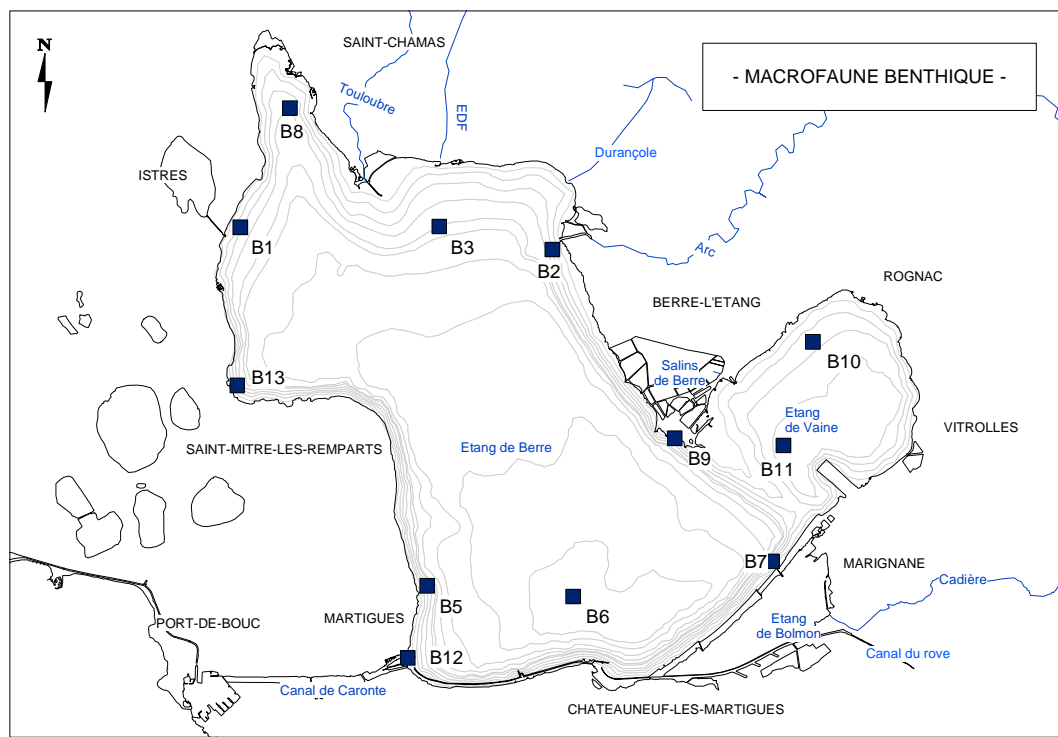 SAINT-CHAMAS
N
- MACROFAUNE BENTHIQUE -
Touloubre
EDF
B8
Durançole
ISTRES
B1
B3
B2
Arc
ROGNAC
BERRE-L'ETANG
B10
Salins
de Berre
B13
Etang
de Vaine
VITROLLES
SAINT-MITRE-LES-REMPARTS
Etang de Berre
B9
B11
B7
MARIGNANE
Cadière
B5
B6
MARTIGUES
PORT-DE-BOUC
Etang
de Bolmon
B12
Canal du rove
Canal de Caronte
CHATEAUNEUF-LES-MARTIGUES